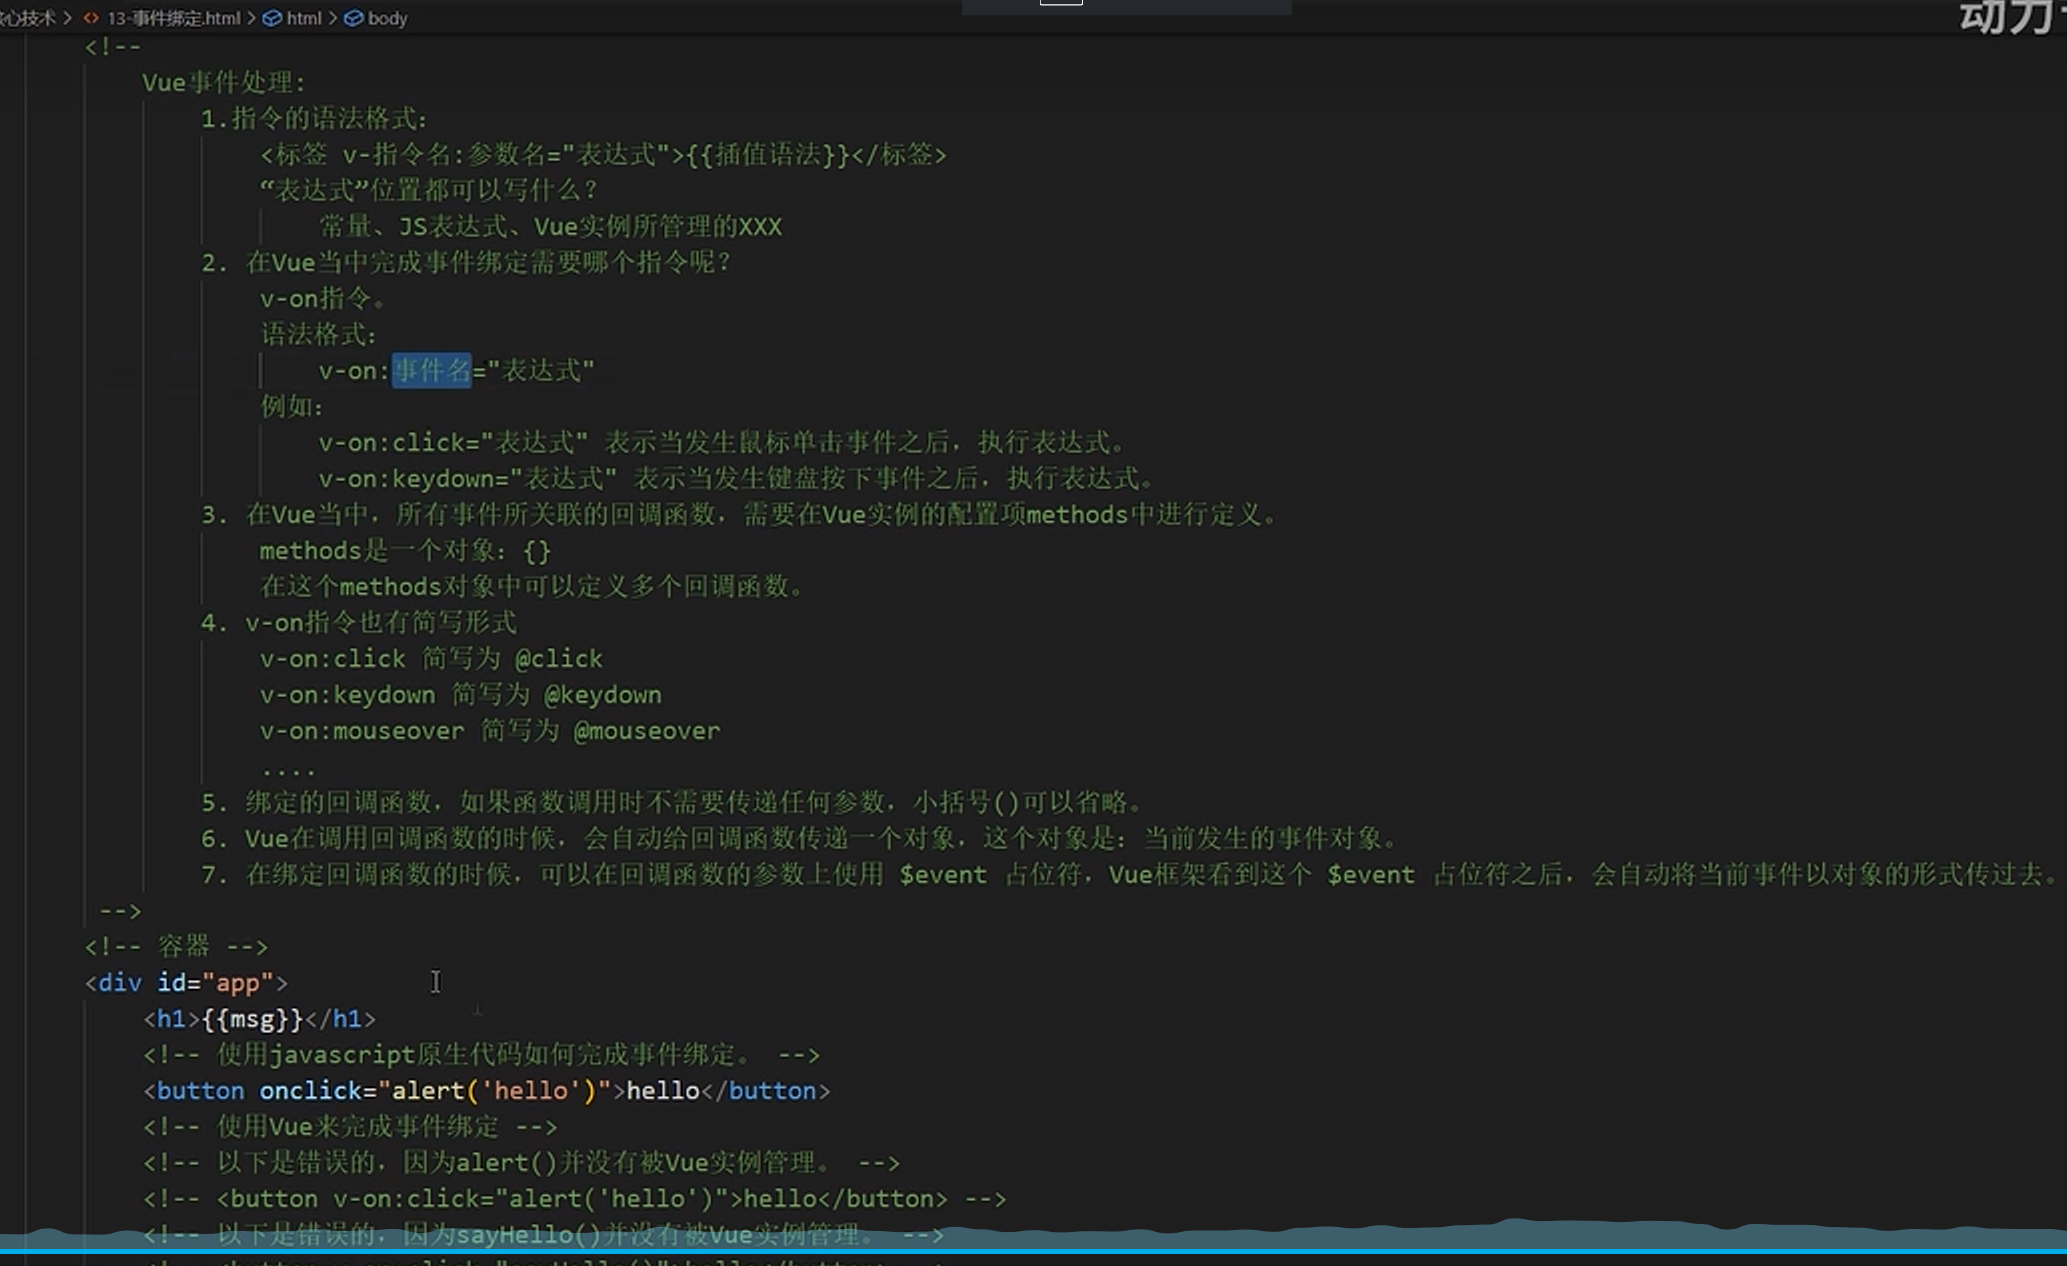 心技术 > <> 13-事件绑定.html > html > body
动力
<!--
Vue事件处理:
1.指令的语法格式:
<标签 v-指令名:参数名="表达式">{{插值语法}}</标签>
“表达式”位置都可以写什么？
常量、JS表达式、Vue实例所管理的XXX
2. 在Vue当中完成事件绑定需要哪个指令呢？
v-on指令。
语法格式:
v-on:事件名="表达式"
例如:
v-on:click="表达式" 表示当发生鼠标单击事件之后，执行表达式。
v-on:keydown="表达式" 表示当发生键盘按下事件之后，执行表达式。
3. 在Vue当中，所有事件所关联的回调函数，需要在Vue实例的配置项methods中进行定义。
methods是一个对象：{}
在这个methods对象中可以定义多个回调函数。
4. v-on指令也有简写形式
v-on:click 简写为 @click
v-on:keydown 简写为 @keydown
v-on:mouseover 简写为 @mouseover
....
5. 绑定的回调函数，如果函数调用时不需要传递任何参数，小括号()可以省略。
6. Vue在调用回调函数的时候，会自动给回调函数传递一个对象，这个对象是：当前发生的事件对象。
7. 在绑定回调函数的时候，可以在回调函数的参数上使用 $event 占位符，Vue框架看到这个 $event 占位符之后，会自动将当前事件以对象的形式传过去。
-->
<!-- 容器 -->
<div id="app">
<h1>{{msg}}</h1>
<!-- 使用javascript原生代码如何完成事件绑定。 -->
<button onclick="alert('hello')">hello</button>
<!-- 使用Vue来完成事件绑定 -->
<!-- 以下是错误的，因为alert()并没有被Vue实例管理。 -->
<!-- <button v-on:click="alert('hello')">hello</button> -->
<!-- 以下是错误的，因为sayHello()并没有被Vue实例管理。 -->